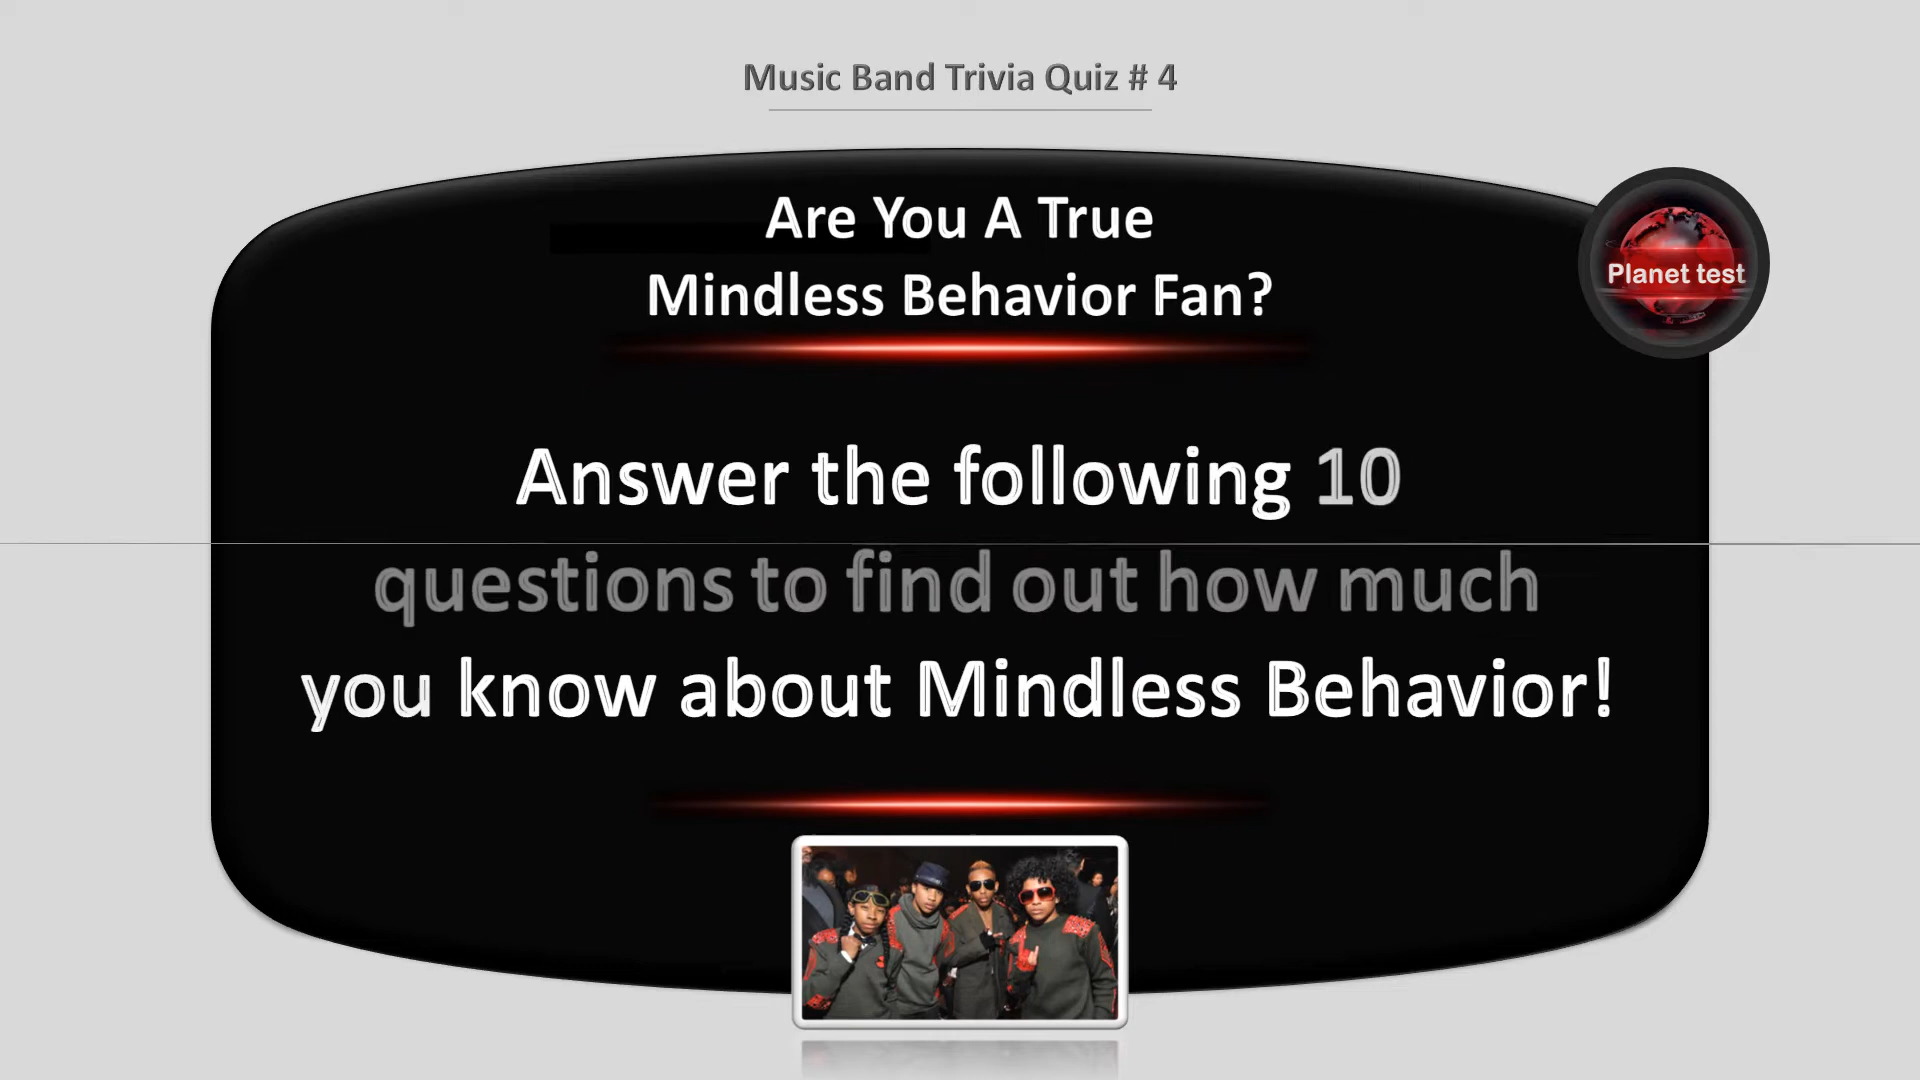 Music Band Trivia Quiz # 4
Are You A True
Mindless Behavior Fan?
Planet test
Answer the following 10
questions to find out how much
you know about Mindless Behavior!